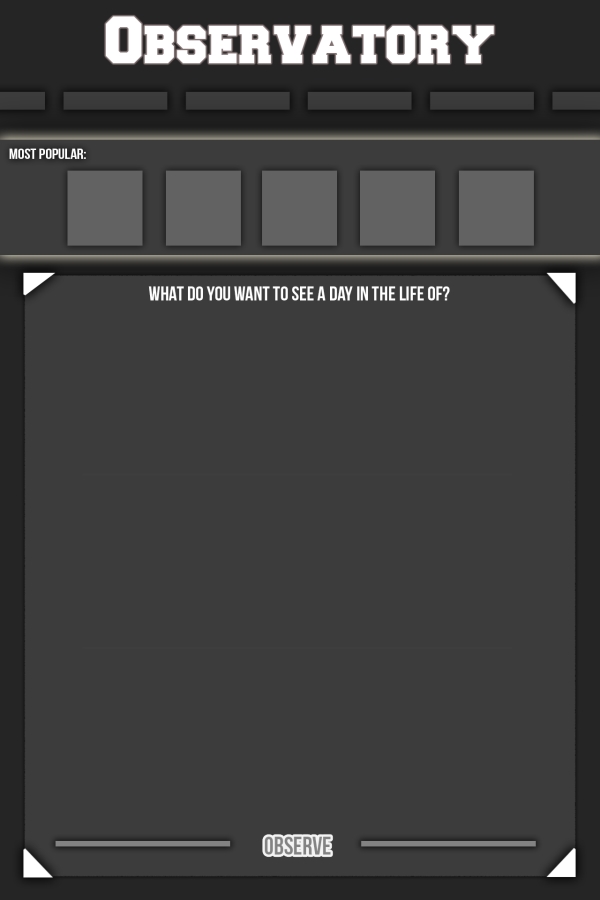 OBSERVATORY
MOST POPULAR:
WHAT DO YOU WANT TO SEE A DAY IN THE LIFE OF?
OBSERVE